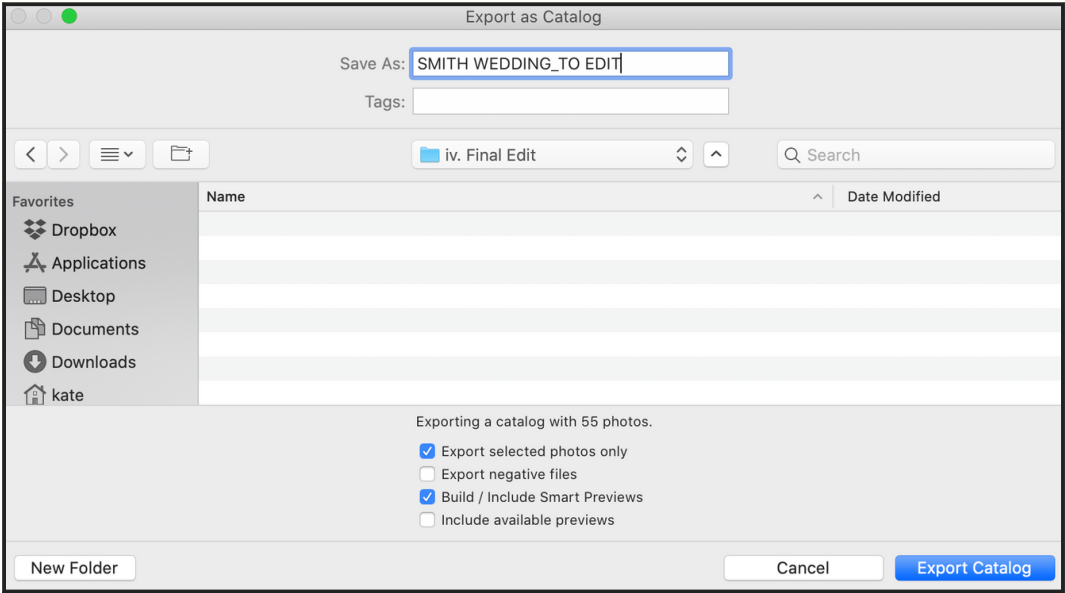 Export as Catalog
Save As: SMITH WEDDING_TO EDIT
Tags:
iv. Final Edit
Search
Favorites
Name
Date Modified
Dropbox
Applications
Desktop
Documents
Downloads
kate
Exporting a catalog with 55 photos.
Export selected photos only
Export negative files
Build / Include Smart Previews
Include available previews
New Folder
Cancel
Export Catalog